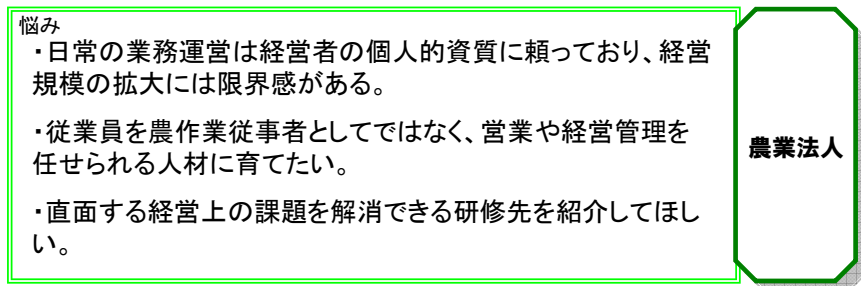 悩み
・日常の業務運営は経営者の個人的資質に頼っており、経営
規模の拡大には限界感がある。
・従業員を農作業従事者としてではなく、営業や経営管理を
任せられる人材に育てたい。
・直面する経営上の課題を解消できる研修先を紹介してほし
い。
農業法人